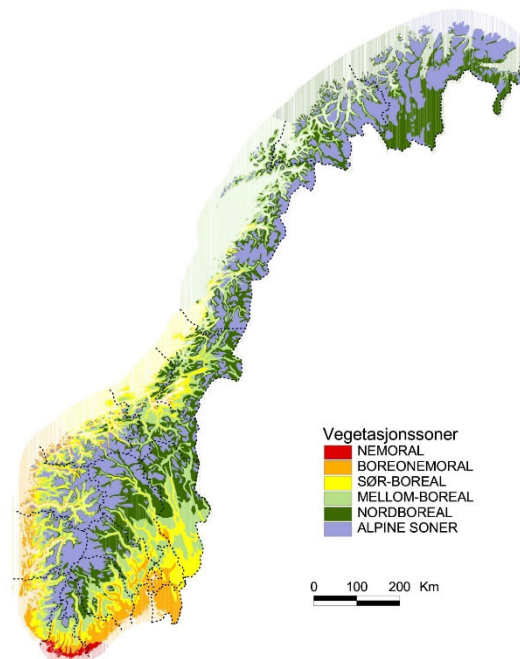 Vegetasjonssoner
NEMORAL
BOREONEMORAL
SØR-BOREAL
MELLOM-BOREAL
NORDBOREAL
ALPINE SONER
0 100 200 Km